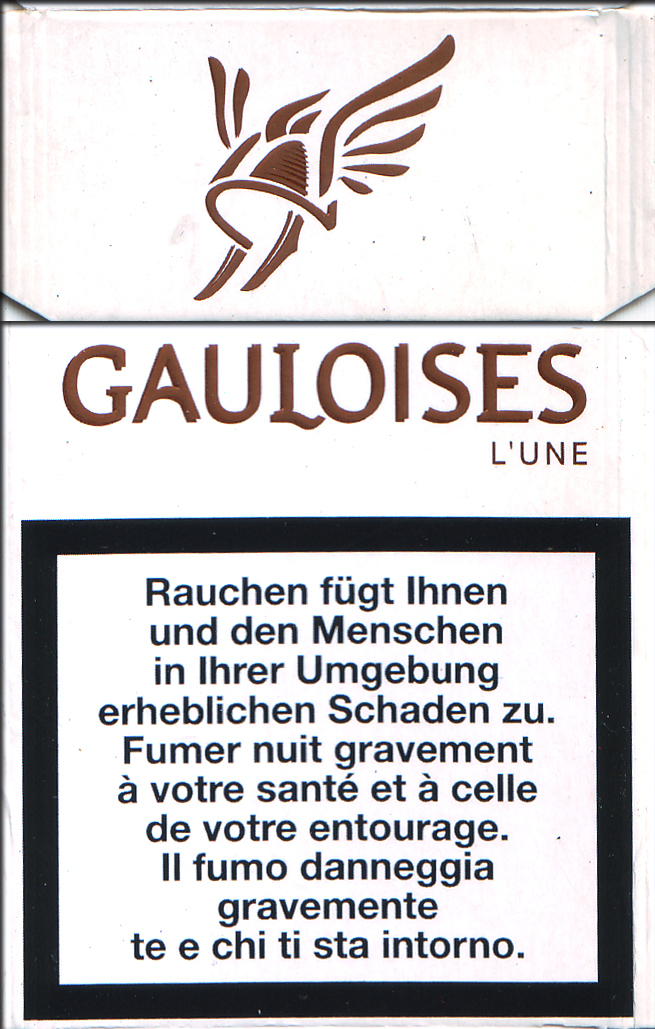 GAULOISES
L'UNE
Rauchen fügt Ihnen
und den Menschen
in Ihrer Umgebung
erheblichen Schaden zu.
Fumer nuit gravement
à votre santé et à celle
de votre entourage.
Il fumo danneggia
gravemente
te e chi ti sta intorno.